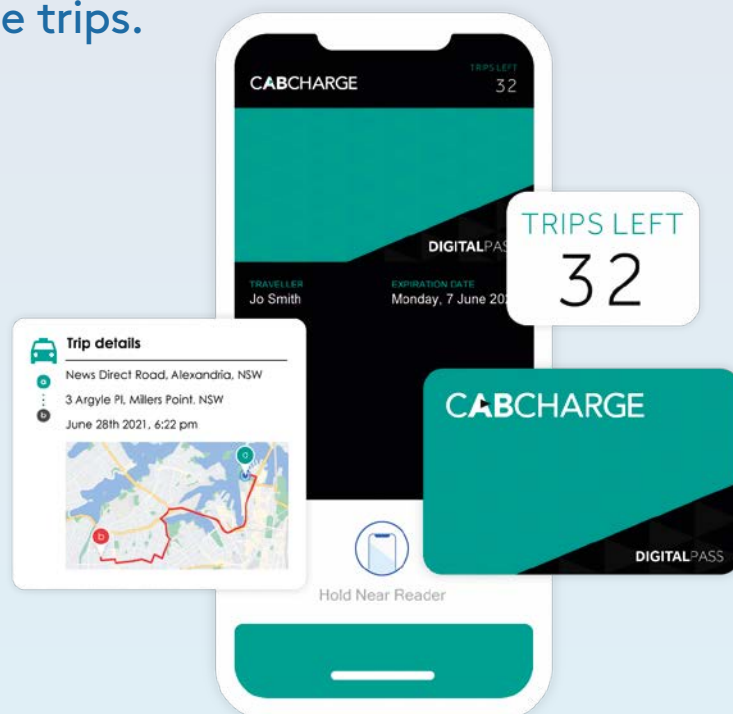 e trips.
CABCHARGE
TRIPS LEFT
32
DIGITALPAS
TRIPS LEFT
32
TRAVELLER
Jo Smith
EXPIRATION DATE
Monday, 7 June 202
Trip details
a
News Direct Road, Alexandria, NSW
3 Argyle Pl, Millers Point, NSW
b
June 28th 2021, 6:22 pm
a
b
CABCHARGE
DIGITALPASS
Hold Near Reader